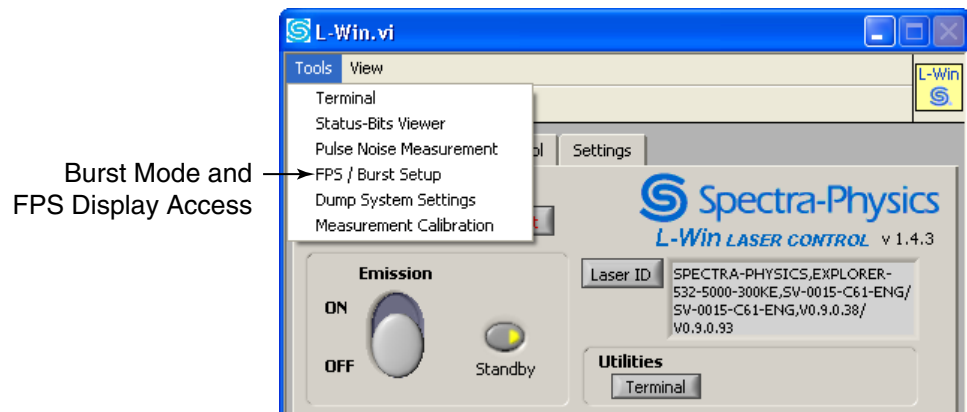 L-Win.vi
Tools View
L-Win
Terminal
Status-Bits Viewer
Pulse Noise Measurement
FPS / Burst Setup
Dump System Settings
Measurement Calibration
Burst Mode and
FPS Display Access
Settings
Spectra-Physics
L-Win LASER CONTROL v 1.4.3
Emission
ON
OFF
Standby
Laser ID
SPECTRA-PHYSICS,EXPLORER-
532-5000-300KE,SV-0015-C61-ENG/
SV-0015-C61-ENG,V0.9.0.38/
V0.9.0.93
Utilities
Terminal